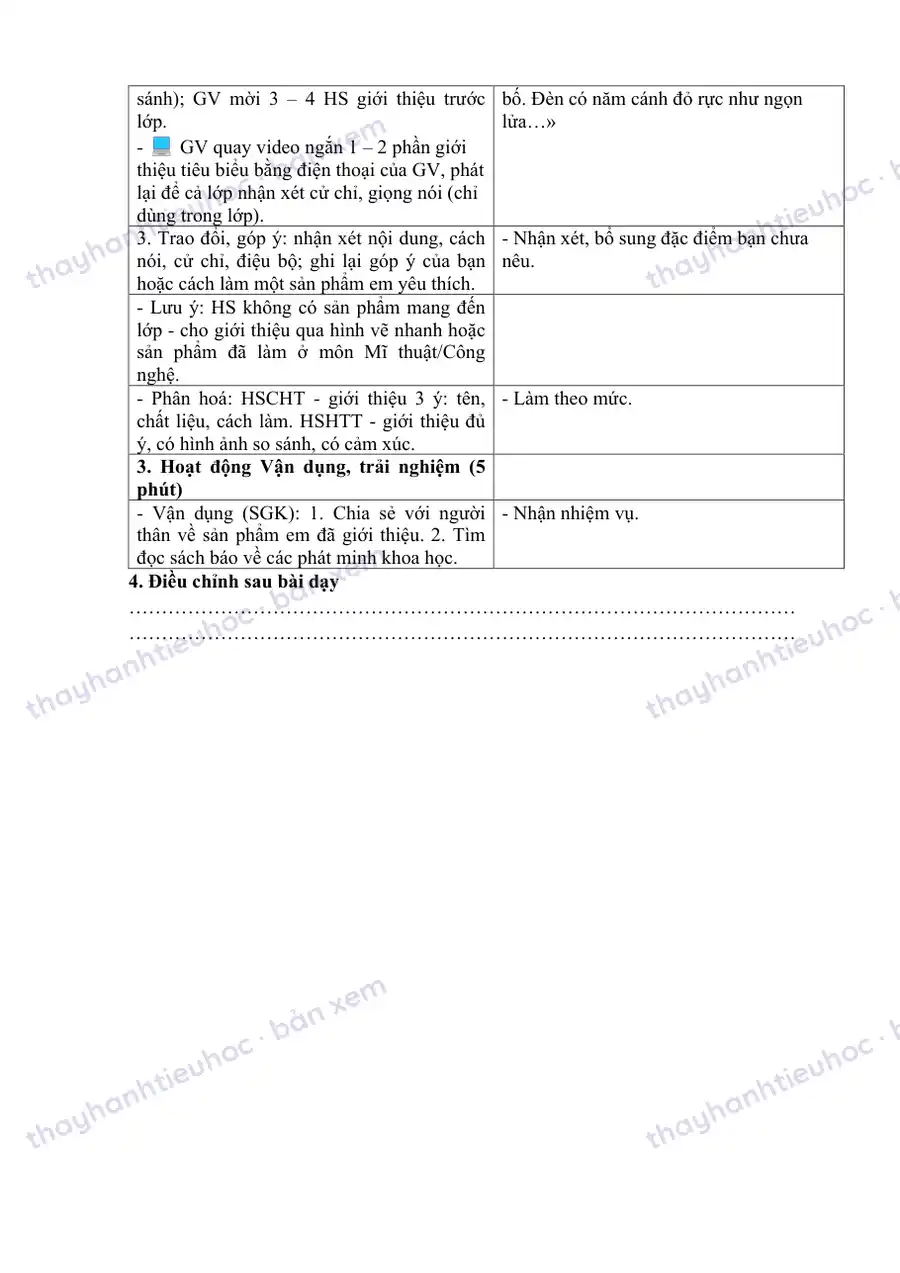 sánh); GV mời 3 – 4 HS giới thiệu trước
lớp.
- GV quay video ngắn 1 – 2 phần giới
thiệu tiêu biểu bằng điện thoại của GV, phát
lại để cả lớp nhận xét cử chỉ, giọng nói (chỉ
dùng trong lớp).
bố. Đèn có năm cánh đỏ rực như ngọn
lửa…»
3. Trao đổi, góp ý: nhận xét nội dung, cách
nói, cử chỉ, điệu bộ; ghi lại góp ý của bạn
hoặc cách làm một sản phẩm em yêu thích.
- Nhận xét, bổ sung đặc điểm bạn chưa
nêu.
- Lưu ý: HS không có sản phẩm mang đến
lớp - cho giới thiệu qua hình vẽ nhanh hoặc
sản phẩm đã làm ở môn Mĩ thuật/Công
nghệ.
- Phân hoá: HSCHT - giới thiệu 3 ý: tên,
chất liệu, cách làm. HSHTT - giới thiệu đủ
ý, có hình ảnh so sánh, có cảm xúc.
- Làm theo mức.
3. Hoạt động Vận dụng, trải nghiệm (5
phút)
- Vận dụng (SGK): 1. Chia sẻ với người
thân về sản phẩm em đã giới thiệu. 2. Tìm
đọc sách báo về các phát minh khoa học.
- Nhận nhiệm vụ.
4. Điều chỉnh sau bài dạy
…………………………………………………………………………………………
…………………………………………………………………………………………
thayhanhtieuhoc · bản xem
thayhanhtieuhoc · b
thayhanhtieuhoc · bản xem
thayhanhtieuhoc · b
thayhanhtieuhoc · bản xem
thayhanhtieuhoc · b